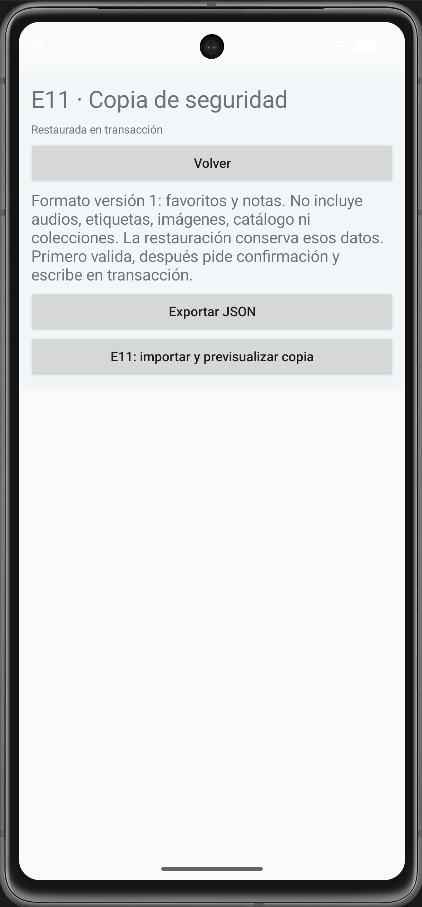 E11 · Copia de seguridad
Restaurada en transacción
Volver
Formato versión 1: favoritos y notas. No incluye
audios, etiquetas, imágenes, catálogo ni
colecciones. La restauración conserva esos datos.
Primero valida, después pide confirmación y
escribe en transacción.
Exportar JSON
E11: importar y previsualizar copia